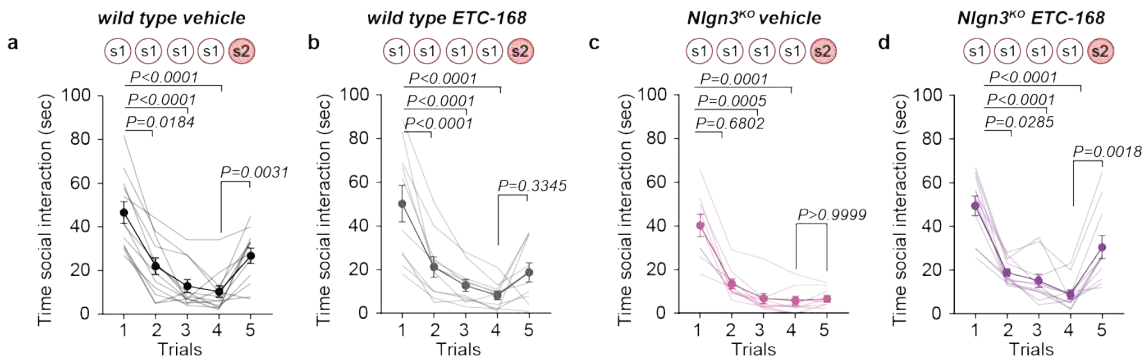 wild type vehicle
a
s1 s1 s1 s1 s2
P<0.0001
P<0.0001
P=0.0184
P=0.0031
Time social interaction (sec)
100
80
60
40
20
0
1 2 3 4 5
Trials
wild type ETC-168
b
s1 s1 s1 s1 s2
P<0.0001
P<0.0001
P<0.0001
P=0.3345
Time social interaction (sec)
100
80
60
40
20
0
1 2 3 4 5
Trials
Nlgn3KO vehicle
c
s1 s1 s1 s1 s2
P=0.0001
P=0.0005
P=0.6802
P>0.9999
Time social interaction (sec)
100
80
60
40
20
0
1 2 3 4 5
Trials
Nlgn3KO ETC-168
d
s1 s1 s1 s1 s2
P<0.0001
P<0.0001
P=0.0285
P=0.0018
Time social interaction (sec)
100
80
60
40
20
0
1 2 3 4 5
Trials